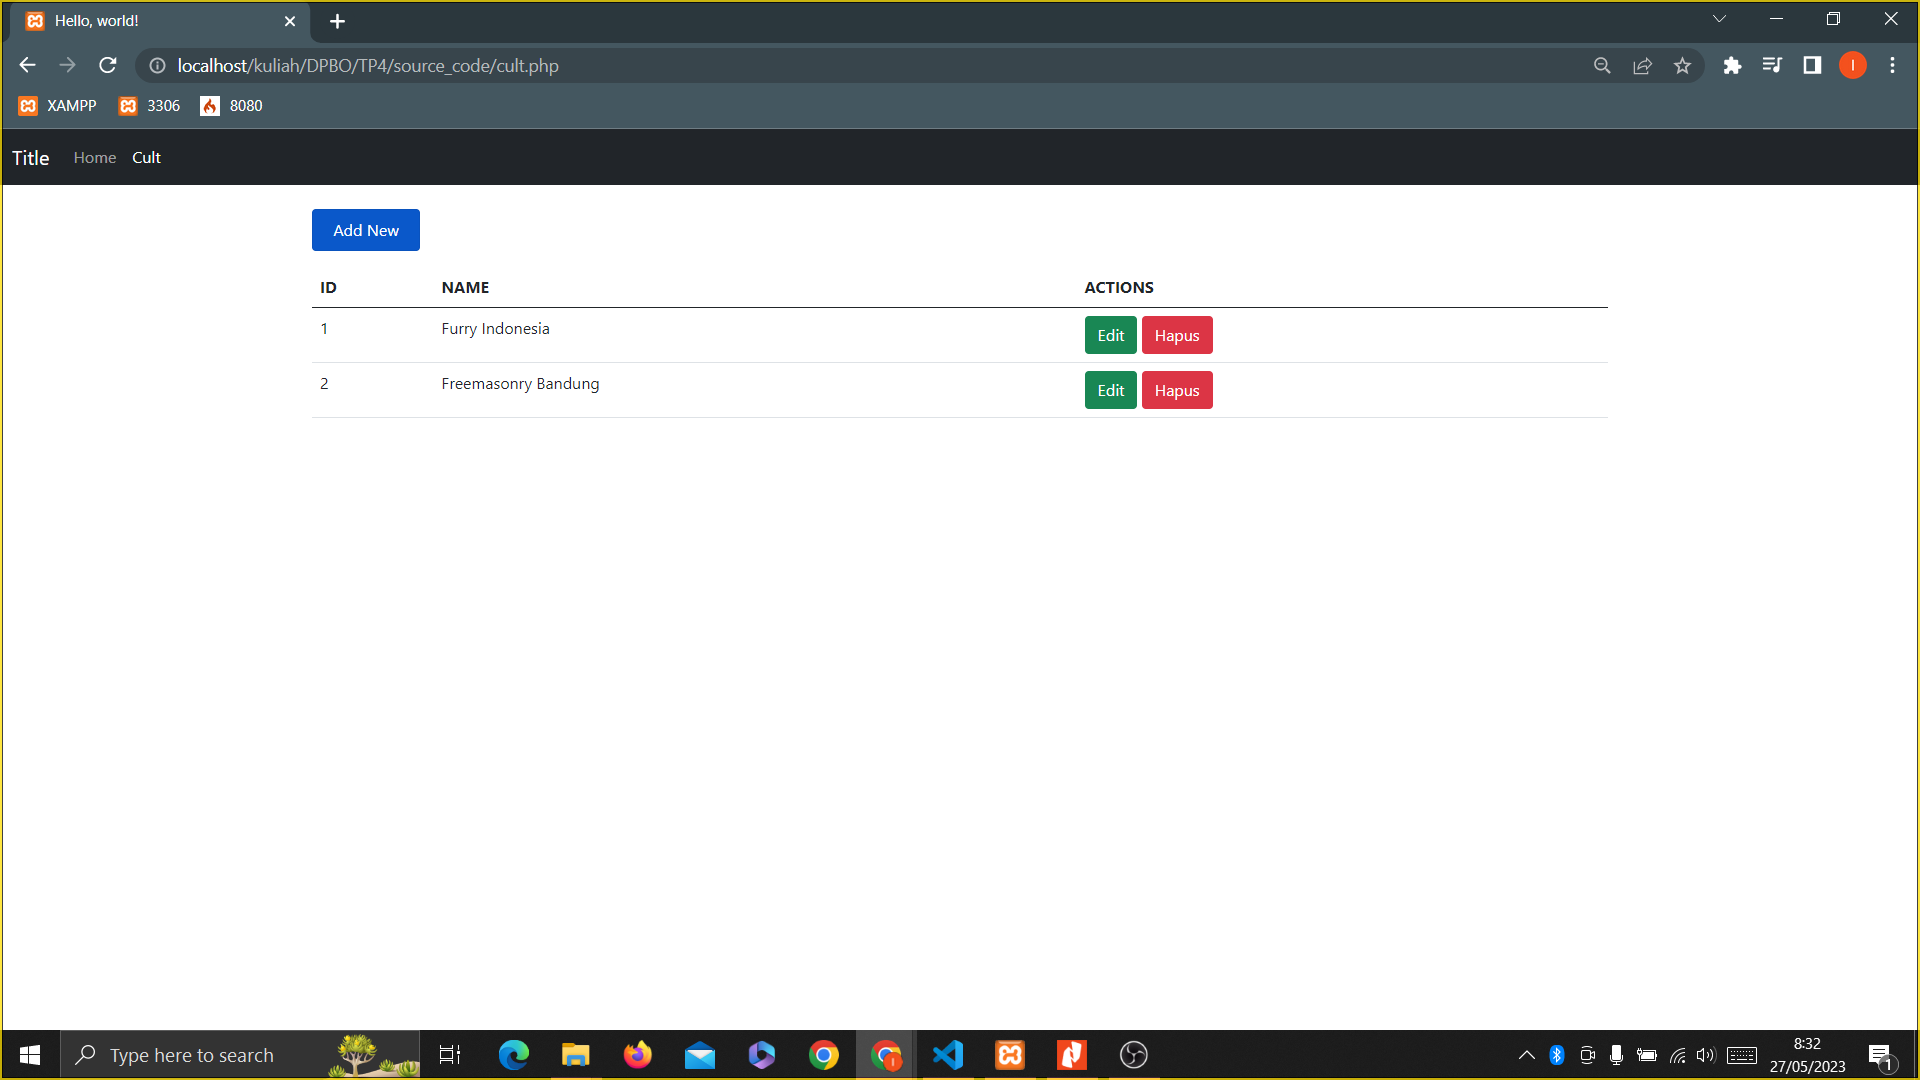 Hello, world!
localhost/kuliah/DPBO/TP4/source_code/cult.php
I
XAMPP 3306 8080
Title Home Cult
Add New
ID NAME ACTIONS
1 Furry Indonesia Edit Hapus
2 Freemasonry Bandung Edit Hapus
Type here to search
8:32
27/05/2023
1